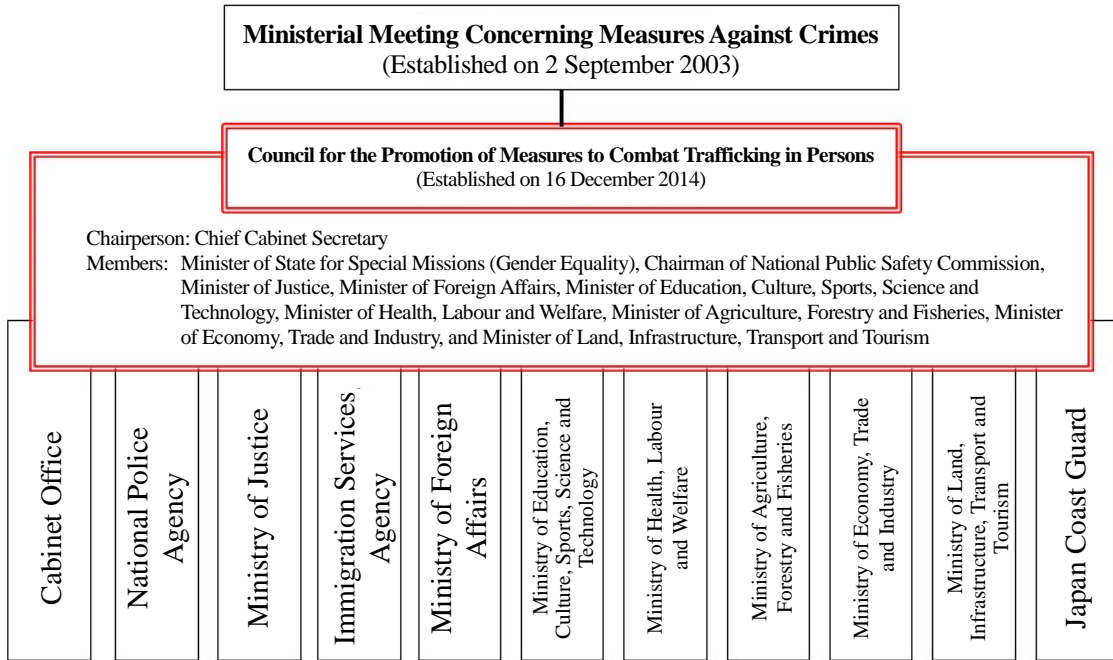 Ministerial Meeting Concerning Measures Against Crimes
(Established on 2 September 2003)
Council for the Promotion of Measures to Combat Trafficking in Persons
(Established on 16 December 2014)
Chairperson: Chief Cabinet Secretary
Members: Minister of State for Special Missions (Gender Equality), Chairman of National Public Safety Commission,
Minister of Justice, Minister of Foreign Affairs, Minister of Education, Culture, Sports, Science and
Technology, Minister of Health, Labour and Welfare, Minister of Agriculture, Forestry and Fisheries, Minister
of Economy, Trade and Industry, and Minister of Land, Infrastructure, Transport and Tourism
Cabinet Office
National Police
Agency
Ministry of Justice
Immigration Services
Agency
Ministry of Foreign
Affairs
Ministry of Education,
Culture, Sports, Science and
Technology
Ministry of Health, Labour
and Welfare
Ministry of Agriculture,
Forestry and Fisheries
Ministry of Economy, Trade
and Industry
Ministry of Land,
Infrastructure, Transport and
Tourism
Japan Coast Guard